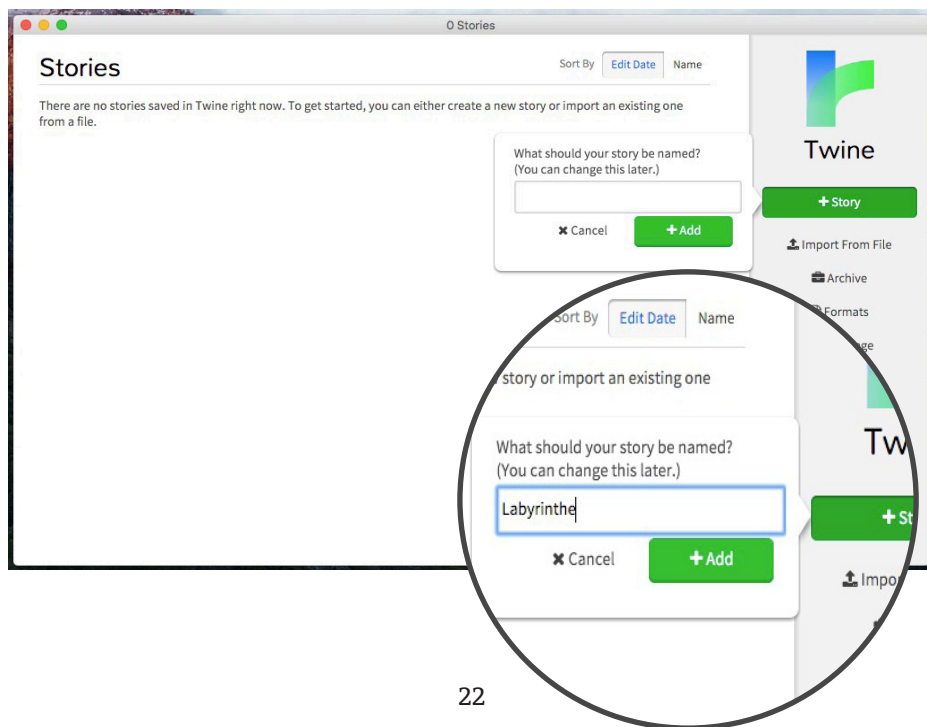 0 Stories
Stories
Sort By Edit Date Name
There are no stories saved in Twine right now. To get started, you can either create a new story or import an existing one
from a file.
What should your story be named?
(You can change this later.)
Cancel
+ Add
Twine
+ Story
Import From File
Archive
Formats
Sort By Edit Date Name
story or import an existing one
What should your story be named?
(You can change this later.)
Labyrinthe
Cancel
+ Add
Tw
+ St
Impo
22